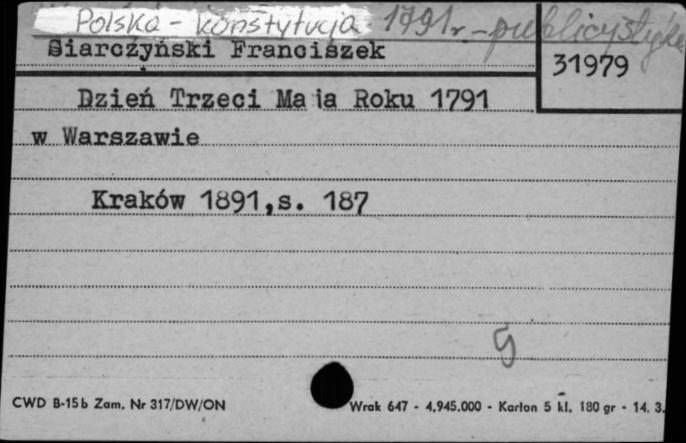 Polska - konstytucja 1791r. - publicystyka
Siarczyński Franciszek
31979
Dzień Trzeci Maia Roku 1791
w Warszawie
Kraków 1891,s. 187
CWD B-15b Zam. Nr 317/DW/ON
Wrak 647 - 4.945.000 - Karton 5 kl. 180 gr - 14. 3.